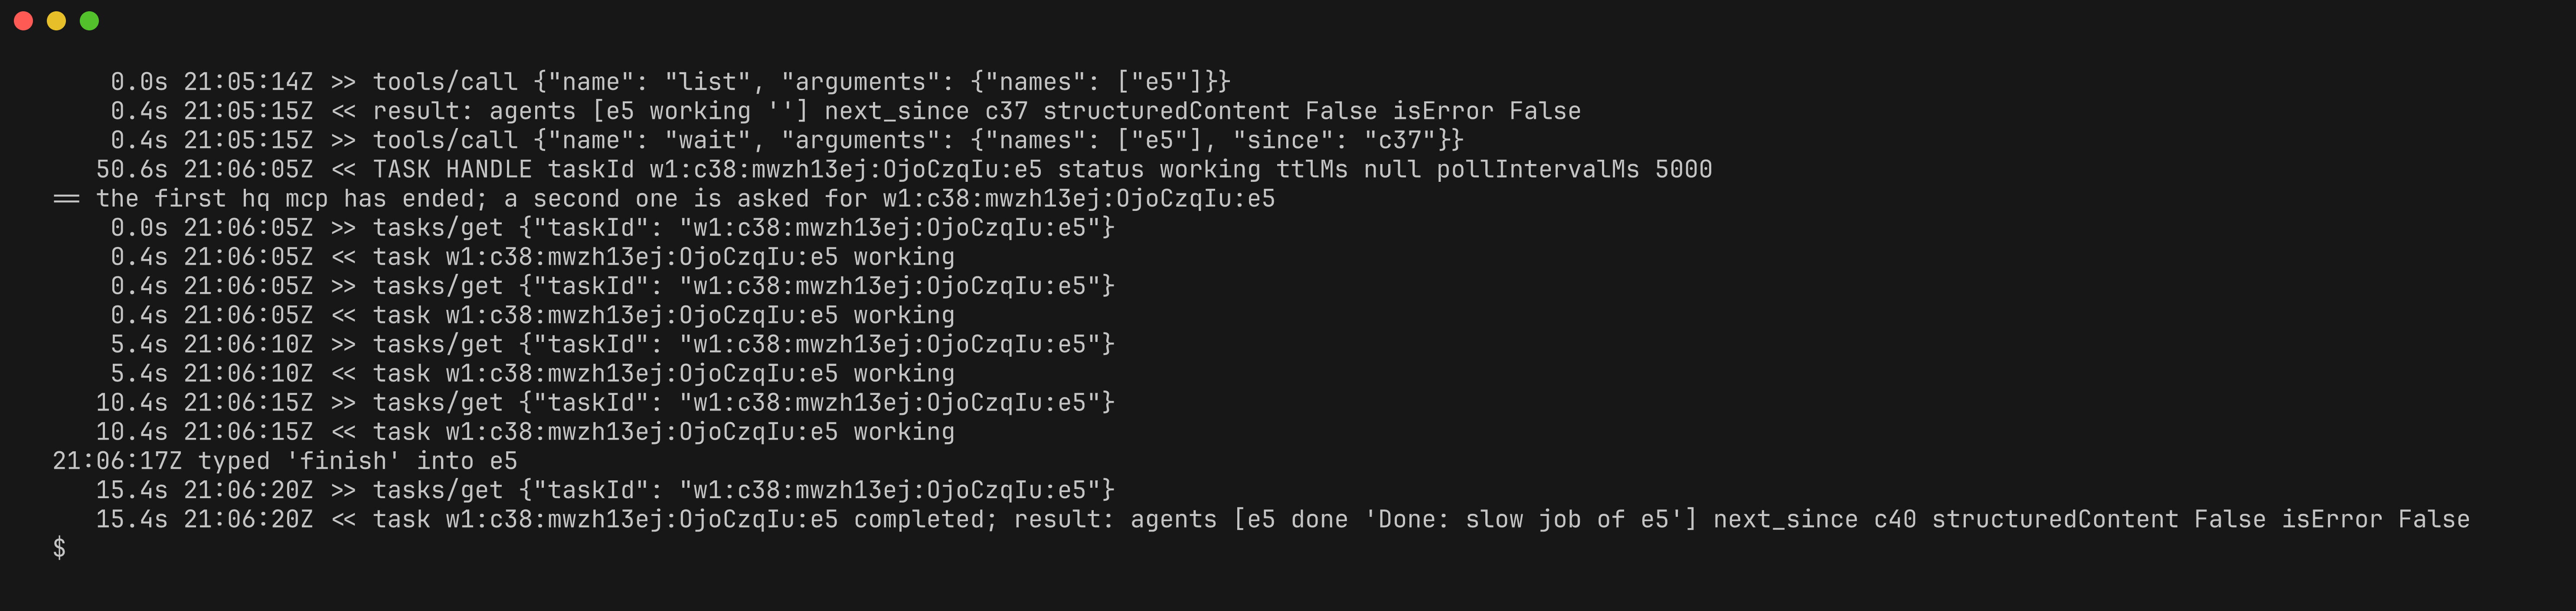 0.0s 21:05:14Z >> tools/call {"name": "list", "arguments": {"names": ["e5"]}}
0.4s 21:05:15Z << result: agents [e5 working ''] next_since c37 structuredContent False isError False
0.4s 21:05:15Z >> tools/call {"name": "wait", "arguments": {"names": ["e5"], "since": "c37"}}
50.6s 21:06:05Z << TASK HANDLE taskId w1:c38:mwzh13ej:OjoCzqIu:e5 status working ttlMs null pollIntervalMs 5000
== the first hq mcp has ended; a second one is asked for w1:c38:mwzh13ej:OjoCzqIu:e5
0.0s 21:06:05Z >> tasks/get {"taskId": "w1:c38:mwzh13ej:OjoCzqIu:e5"}
0.4s 21:06:05Z << task w1:c38:mwzh13ej:OjoCzqIu:e5 working
0.4s 21:06:05Z >> tasks/get {"taskId": "w1:c38:mwzh13ej:OjoCzqIu:e5"}
0.4s 21:06:05Z << task w1:c38:mwzh13ej:OjoCzqIu:e5 working
5.4s 21:06:10Z >> tasks/get {"taskId": "w1:c38:mwzh13ej:OjoCzqIu:e5"}
5.4s 21:06:10Z << task w1:c38:mwzh13ej:OjoCzqIu:e5 working
10.4s 21:06:15Z >> tasks/get {"taskId": "w1:c38:mwzh13ej:OjoCzqIu:e5"}
10.4s 21:06:15Z << task w1:c38:mwzh13ej:OjoCzqIu:e5 working
21:06:17Z typed 'finish' into e5
15.4s 21:06:20Z >> tasks/get {"taskId": "w1:c38:mwzh13ej:OjoCzqIu:e5"}
15.4s 21:06:20Z << task w1:c38:mwzh13ej:OjoCzqIu:e5 completed; result: agents [e5 done 'Done: slow job of e5'] next_since c40 structuredContent False isError False
$